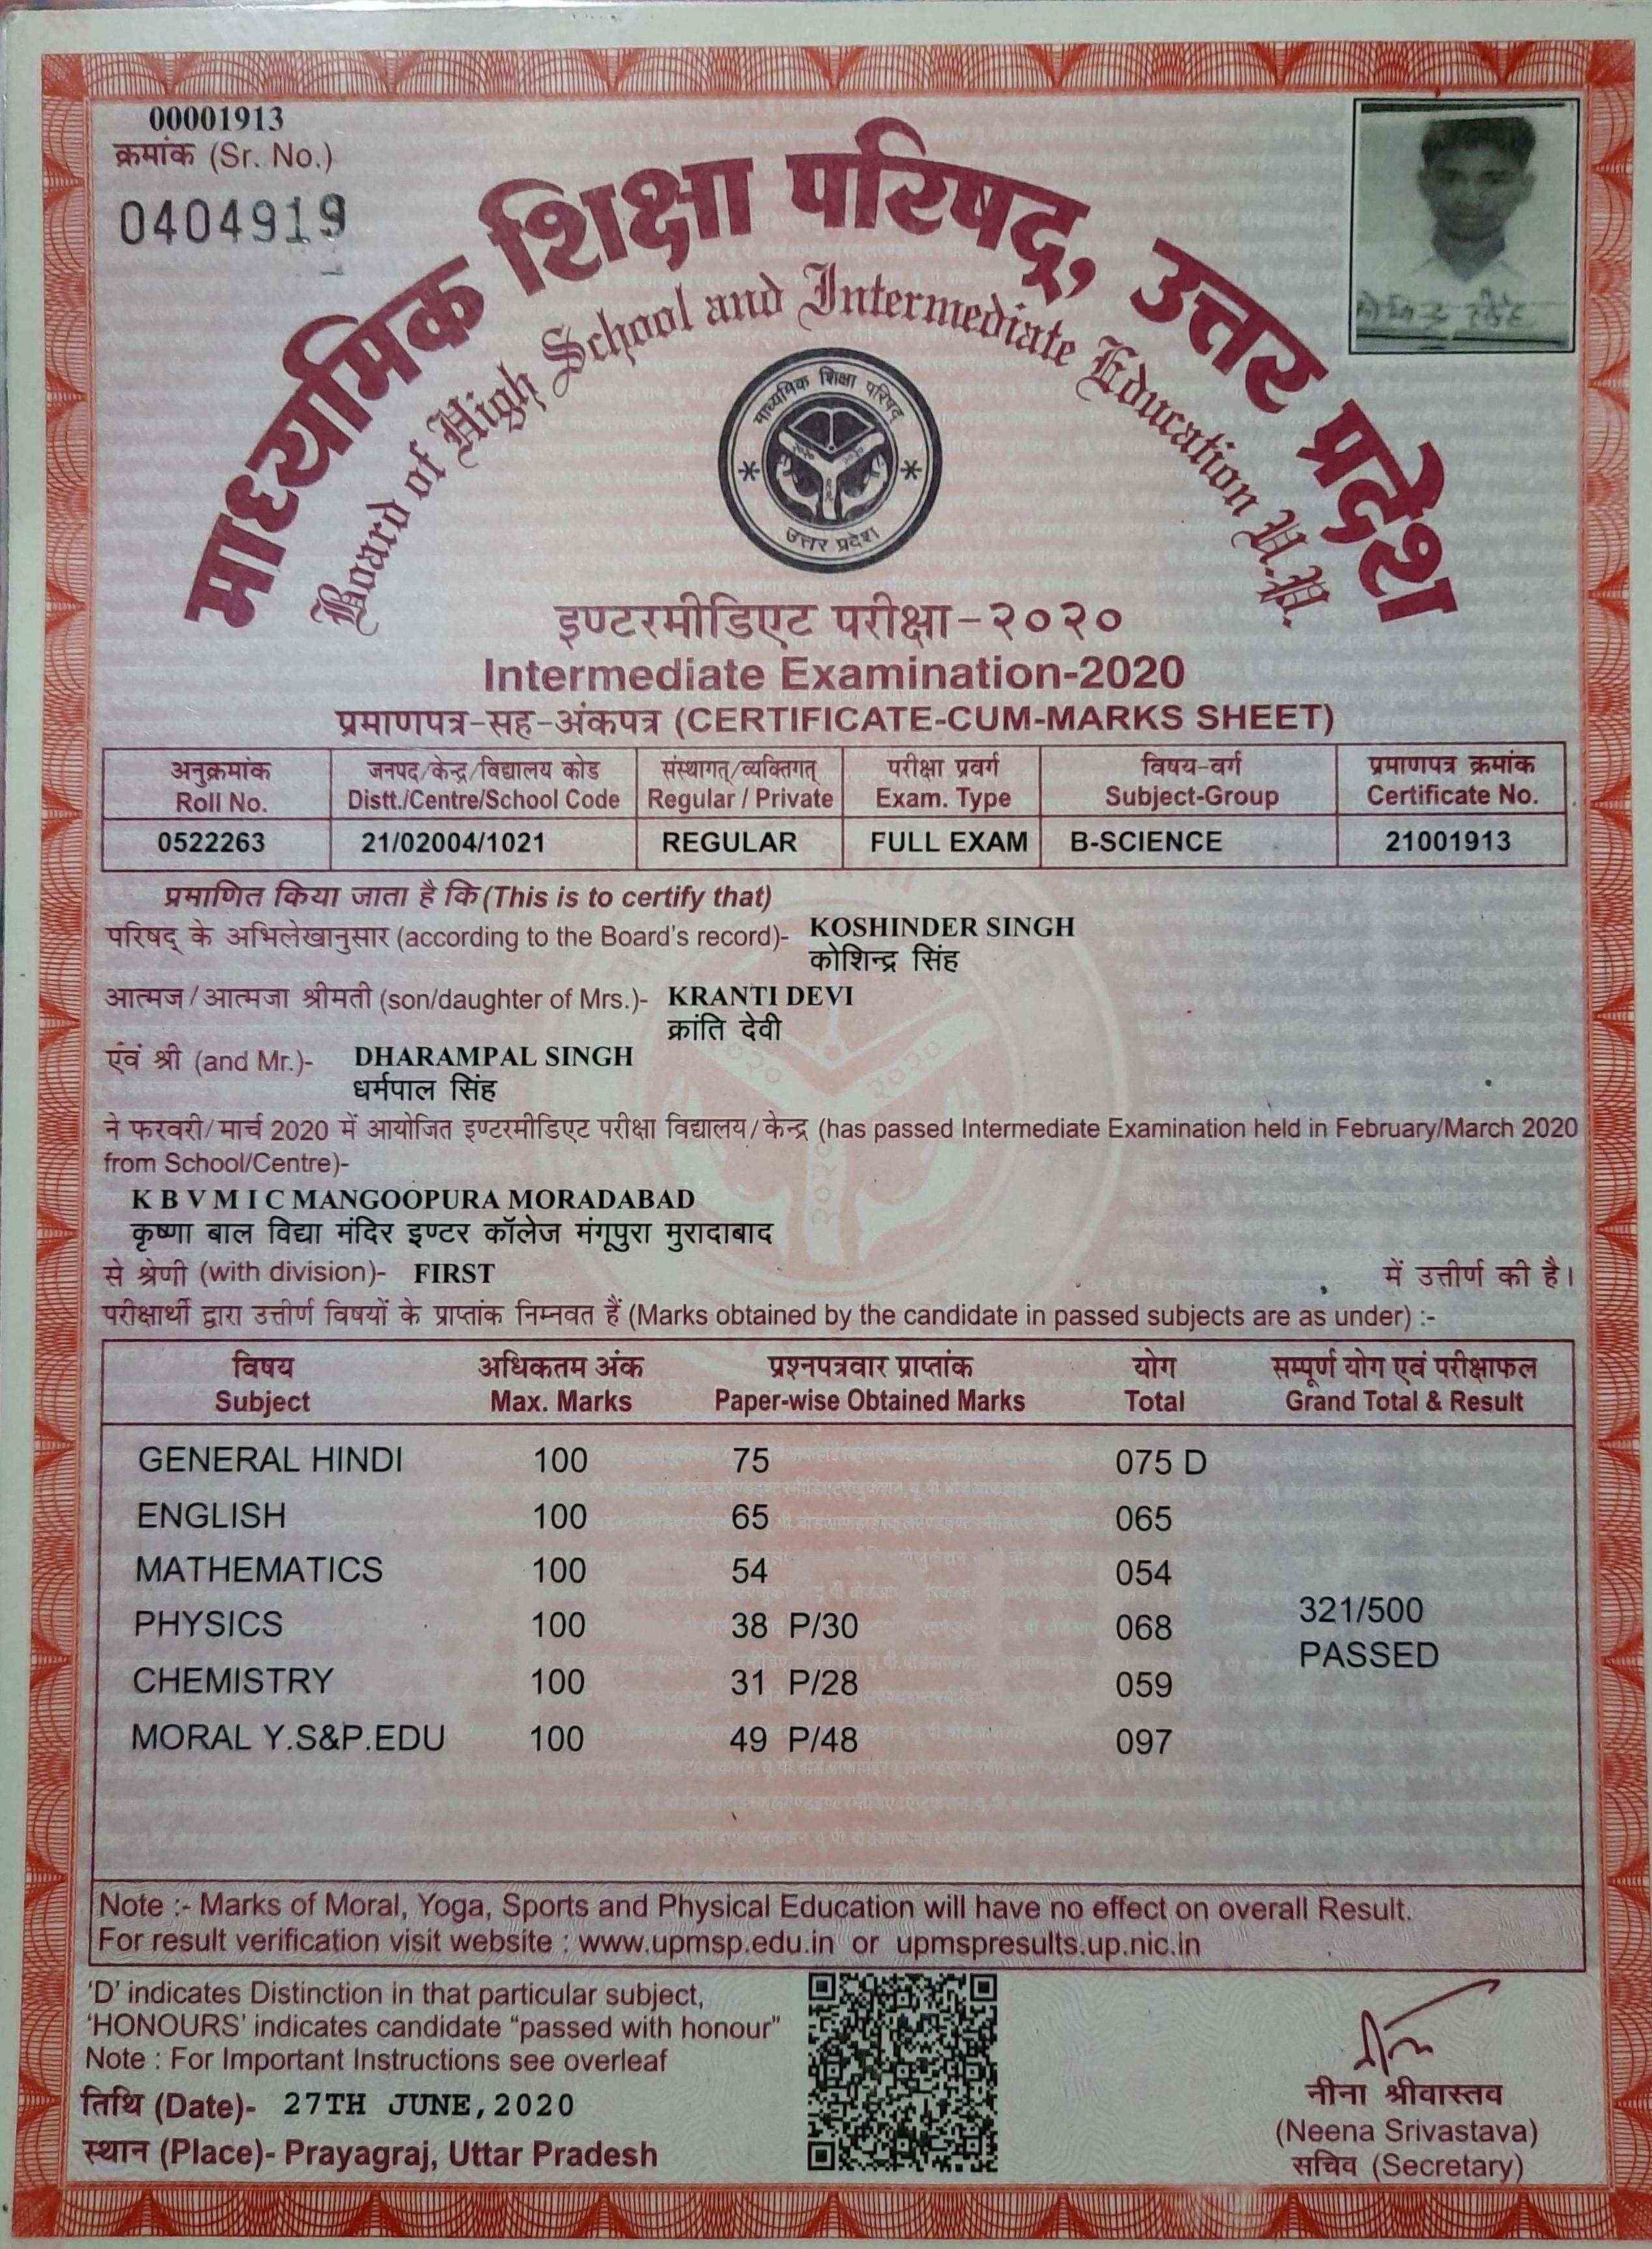 00001913
क्रमांक (Sr. No.)
0404919
माध्यमिक शिक्षा परिषद्, उत्तर प्रदेश
Board of High School and Intermediate Education U.P.
माध्यमिक शिक्षा परिषद्
उत्तर प्रदेश
इण्टरमीडिएट परीक्षा-२०२०
Intermediate Examination-2020
प्रमाणपत्र-सह-अंकपत्र (CERTIFICATE-CUM-MARKS SHEET)
अनुक्रमांक जनपद/केन्द्र/विद्यालय कोड संस्थागत/व्यक्तिगत परीक्षा प्रवर्ग विषय-वर्ग प्रमाणपत्र क्रमांक
Roll No. Distt./Centre/School Code Regular / Private Exam. Type Subject-Group Certificate No.
0522263 21/02004/1021 REGULAR FULL EXAM B-SCIENCE 21001913
प्रमाणित किया जाता है कि (This is to certify that)
परिषद् के अभिलेखानुसार (according to the Board's record)- KOSHINDER SINGH
कोशिन्द्र सिंह
आत्मज/आत्मजा श्रीमती (son/daughter of Mrs.)- KRANTI DEVI
क्रांति देवी
एवं श्री (and Mr.)- DHARAMPAL SINGH
धर्मपाल सिंह
ने फरवरी/मार्च 2020 में आयोजित इण्टरमीडिएट परीक्षा विद्यालय/केन्द्र (has passed Intermediate Examination held in February/March 2020
from School/Centre)-
K B V M I C MANGOOPURA MORADABAD
कृष्णा बाल विद्या मंदिर इण्टर कॉलेज मंगूपुरा मुरादाबाद
से श्रेणी (with division)- FIRST में उत्तीर्ण की है।
परीक्षार्थी द्वारा उत्तीर्ण विषयों के प्राप्तांक निम्नवत हैं (Marks obtained by the candidate in passed subjects are as under) :-
विषय अधिकतम अंक प्रश्नपत्रवार प्राप्तांक योग सम्पूर्ण योग एवं परीक्षाफल
Subject Max. Marks Paper-wise Obtained Marks Total Grand Total & Result
GENERAL HINDI 100 75 075 D
ENGLISH 100 65 065
MATHEMATICS 100 54 054
PHYSICS 100 38 P/30 068 321/500
PASSED
CHEMISTRY 100 31 P/28 059
MORAL Y.S&P.EDU 100 49 P/48 097
Note :- Marks of Moral, Yoga, Sports and Physical Education will have no effect on overall Result.
For result verification visit website : www.upmsp.edu.in or upmspresults.up.nic.in
'D' indicates Distinction in that particular subject,
'HONOURS' indicates candidate "passed with honour"
Note : For Important Instructions see overleaf
तिथि (Date)- 27TH JUNE, 2020
स्थान (Place)- Prayagraj, Uttar Pradesh
नीना श्रीवास्तव
(Neena Srivastava)
सचिव (Secretary)